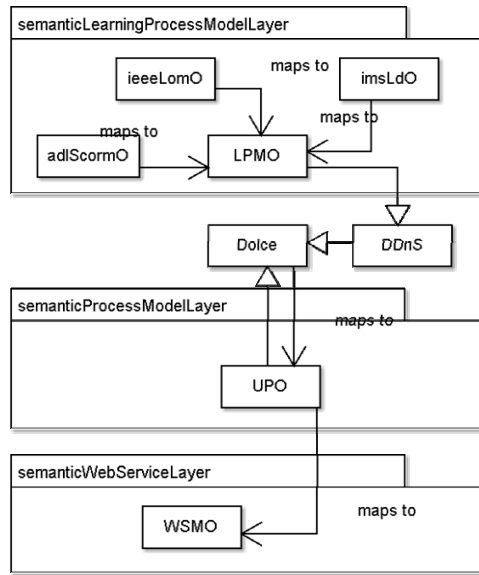 semanticLearningProcessModelLayer
ieeeLomO
maps to
imsLdO
maps to
maps to
adlScormO
LPMO
Dolce
DDnS
semanticProcessModelLayer
maps to
UPO
semanticWebServiceLayer
WSMO
maps to